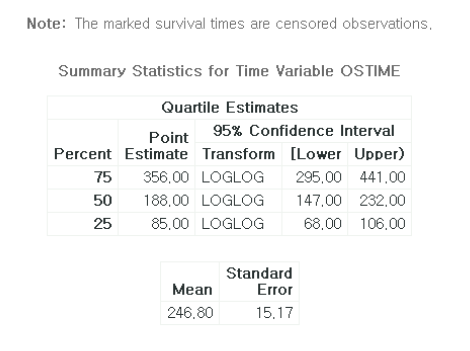 Note: The marked survival times are censored observations.
Summary Statistics for Time Variable OSTIME
Quartile Estimates
Percent Point Estimate 95% Confidence Interval
Transform [Lower Upper)
75 356.00 LOGLOG 295.00 441.00
50 188.00 LOGLOG 147.00 232.00
25 85.00 LOGLOG 68.00 106.00
Mean Standard Error
246.80 15.17